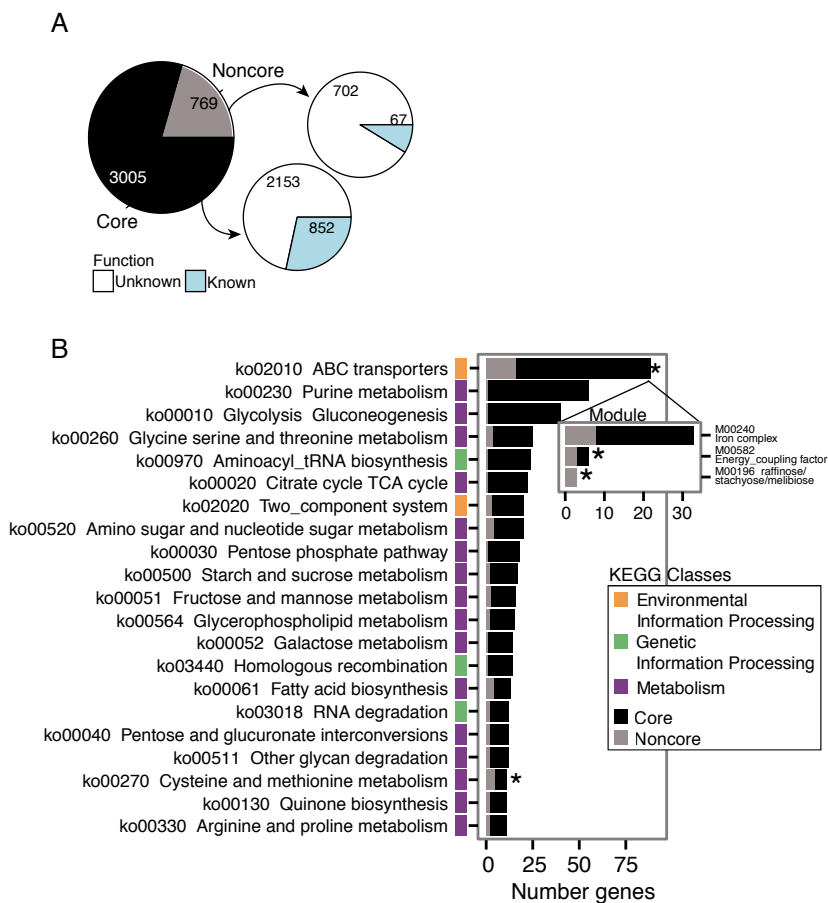 A
Noncore
769
3005
Core
702
67
2153
852
Function
Unknown
Known
B
ko02010 ABC transporters
ko00230 Purine metabolism
ko00010 Glycolysis Gluconeogenesis
ko00260 Glycine serine and threonine metabolism
ko00970 Aminoacyl_tRNA biosynthesis
ko00020 Citrate cycle TCA cycle
ko02020 Two_component system
ko00520 Amino sugar and nucleotide sugar metabolism
ko00030 Pentose phosphate pathway
ko00500 Starch and sucrose metabolism
ko00051 Fructose and mannose metabolism
ko00564 Glycerophospholipid metabolism
ko00052 Galactose metabolism
ko03440 Homologous recombination
ko00061 Fatty acid biosynthesis
ko03018 RNA degradation
ko00040 Pentose and glucuronate interconversions
ko00511 Other glycan degradation
ko00270 Cysteine and methionine metabolism
ko00130 Quinone biosynthesis
ko00330 Arginine and proline metabolism
*
*
Module
*
*
M00240
Iron complex
M00582
Energy_coupling factor
M00196 raffinose/
stachyose/melibiose
0 10 20 30
KEGG Classes
Environmental
Information Processing
Genetic
Information Processing
Metabolism
Core
Noncore
0 25 50 75
Number genes